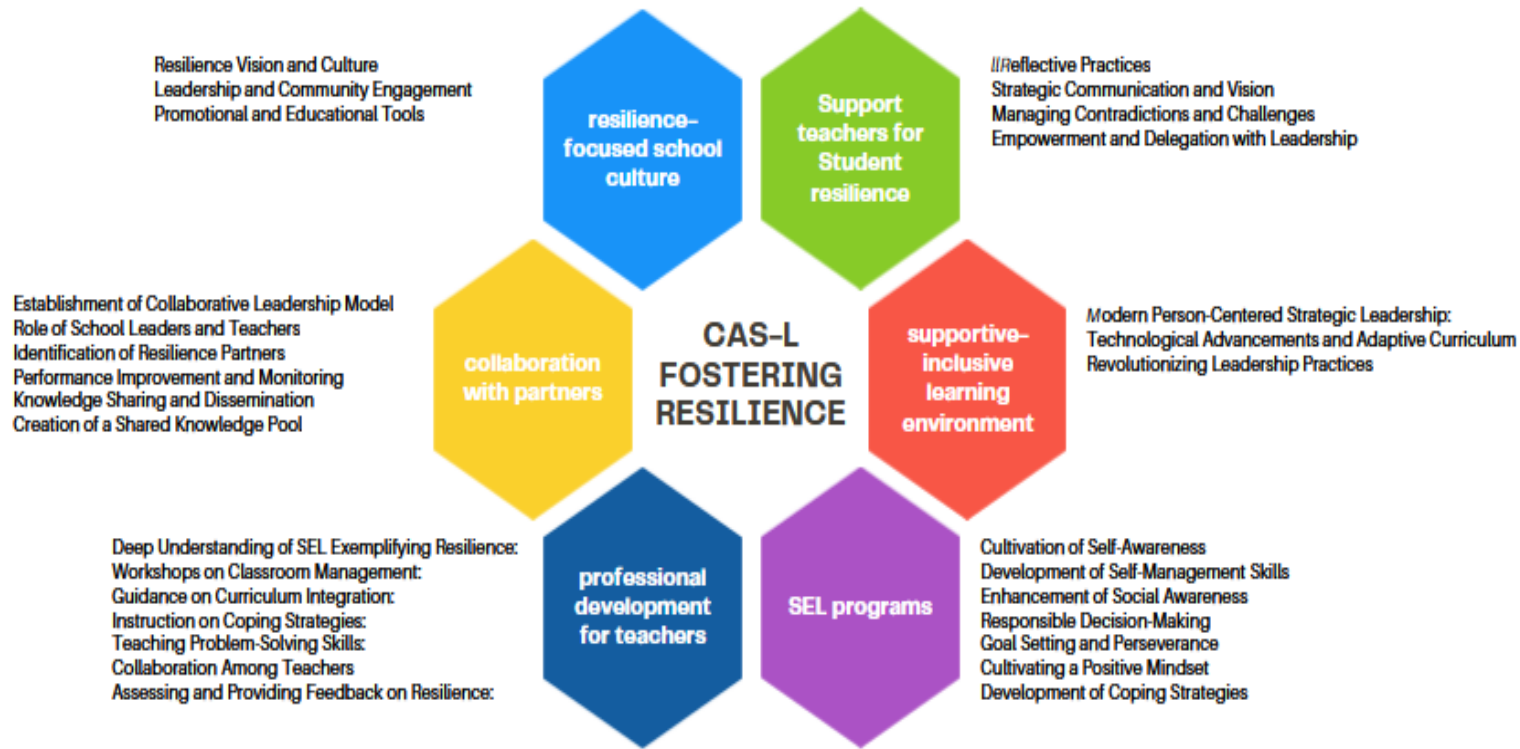 Resilience Vision and Culture
Leadership and Community Engagement
Promotional and Educational Tools
resilience-
focused school
culture
Support
teachers for
Student
resilience
llReflective Practices
Strategic Communication and Vision
Managing Contradictions and Challenges
Empowerment and Delegation with Leadership
Establishment of Collaborative Leadership Model
Role of School Leaders and Teachers
Identification of Resilience Partners
Performance Improvement and Monitoring
Knowledge Sharing and Dissemination
Creation of a Shared Knowledge Pool
collaboration
with partners
CAS-L
FOSTERING
RESILIENCE
supportive-
inclusive
learning
environment
Modern Person-Centered Strategic Leadership:
Technological Advancements and Adaptive Curriculum
Revolutionizing Leadership Practices
Deep Understanding of SEL Exemplifying Resilience:
Workshops on Classroom Management:
Guidance on Curriculum Integration:
Instruction on Coping Strategies:
Teaching Problem-Solving Skills:
Collaboration Among Teachers
Assessing and Providing Feedback on Resilience:
professional
development
for teachers
SEL programs
Cultivation of Self-Awareness
Development of Self-Management Skills
Enhancement of Social Awareness
Responsible Decision-Making
Goal Setting and Perseverance
Cultivating a Positive Mindset
Development of Coping Strategies